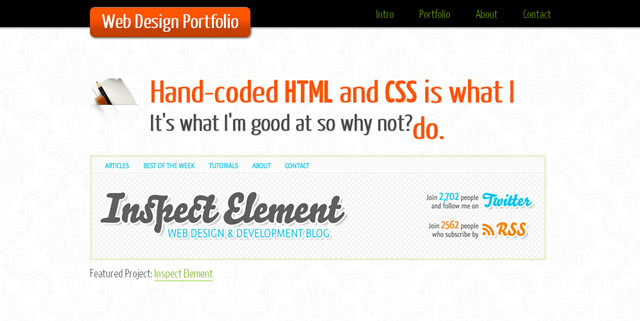 Web Design Portfolio
Intro Portfolio About Contact
Hand-coded HTML and CSS is what I
do.
It's what I'm good at so why not?
ARTICLES BEST OF THE WEEK TUTORIALS ABOUT CONTACT
Inspect Element
WEB DESIGN & DEVELOPMENT BLOG
Join 2,702 people
and follow me on
Twitter
Join 2562 people
who subscribe by
RSS
Featured Project: Inspect Element